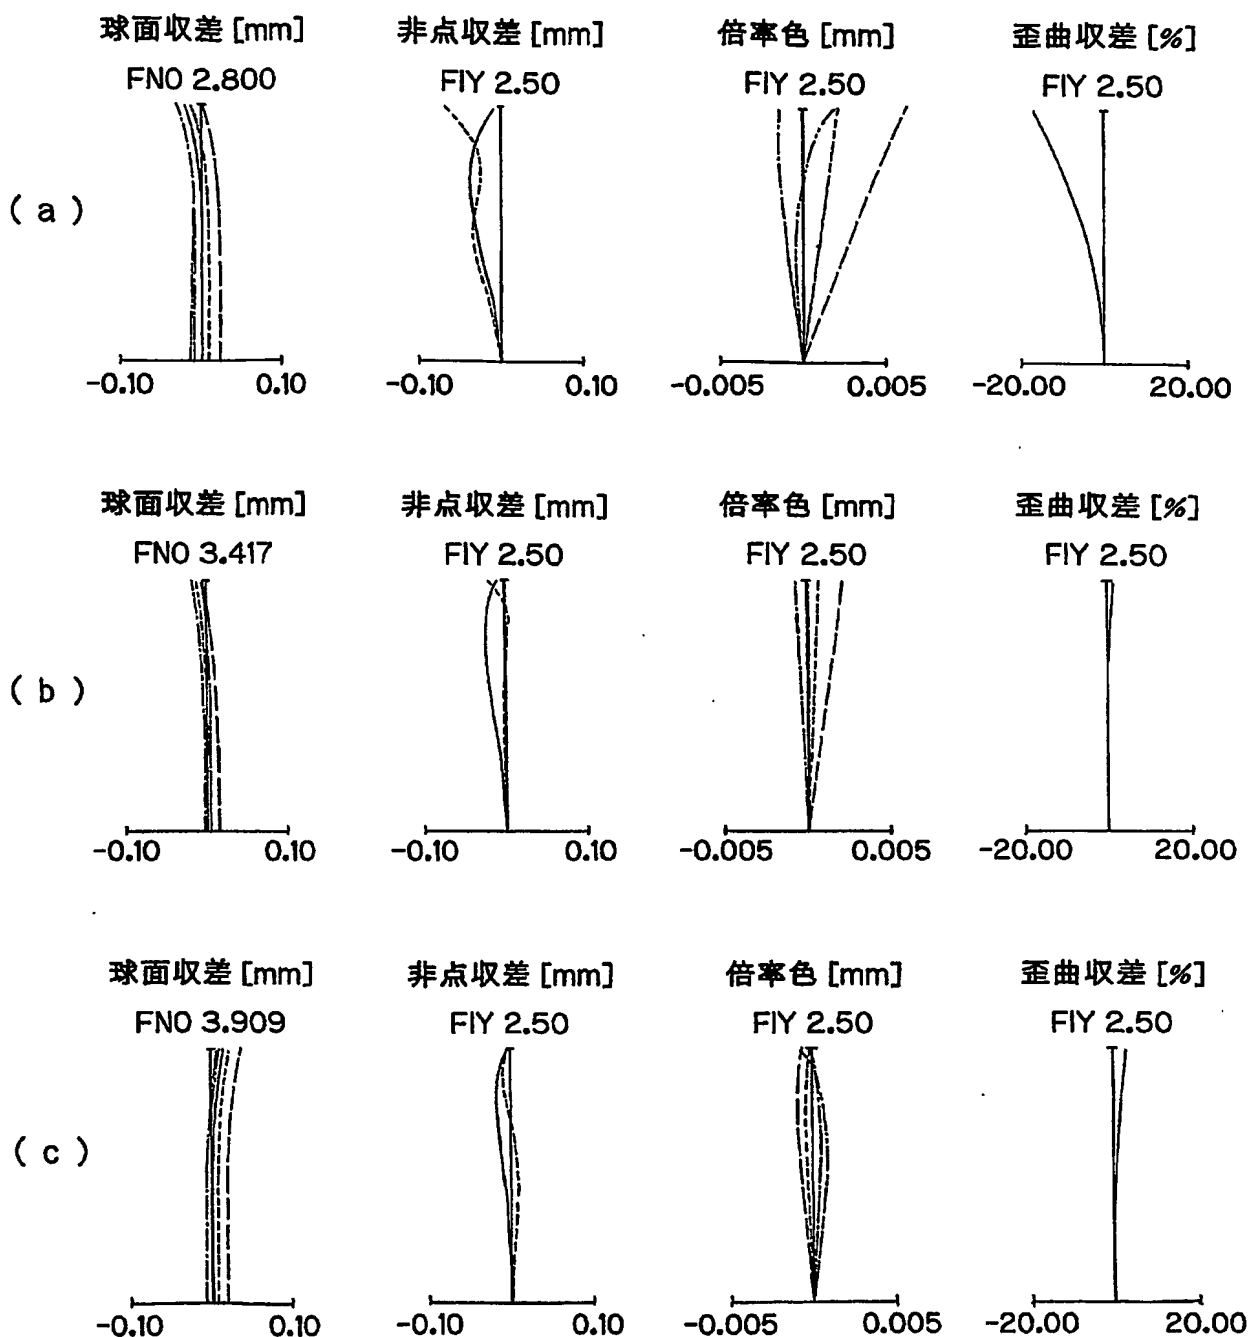 球面収差 [mm] 非点収差 [mm] 倍率色 [mm] 歪曲収差 [%]
FNO 2.800 FIY 2.50 FIY 2.50 FIY 2.50
(a)
-0.10 0.10 -0.10 0.10 -0.005 0.005 -20.00 20.00
球面収差 [mm] 非点収差 [mm] 倍率色 [mm] 歪曲収差 [%]
FNO 3.417 FIY 2.50 FIY 2.50 FIY 2.50
(b)
-0.10 0.10 -0.10 0.10 -0.005 0.005 -20.00 20.00
球面収差 [mm] 非点収差 [mm] 倍率色 [mm] 歪曲収差 [%]
FNO 3.909 FIY 2.50 FIY 2.50 FIY 2.50
(c)
-0.10 0.10 -0.10 0.10 -0.005 0.005 -20.00 20.00